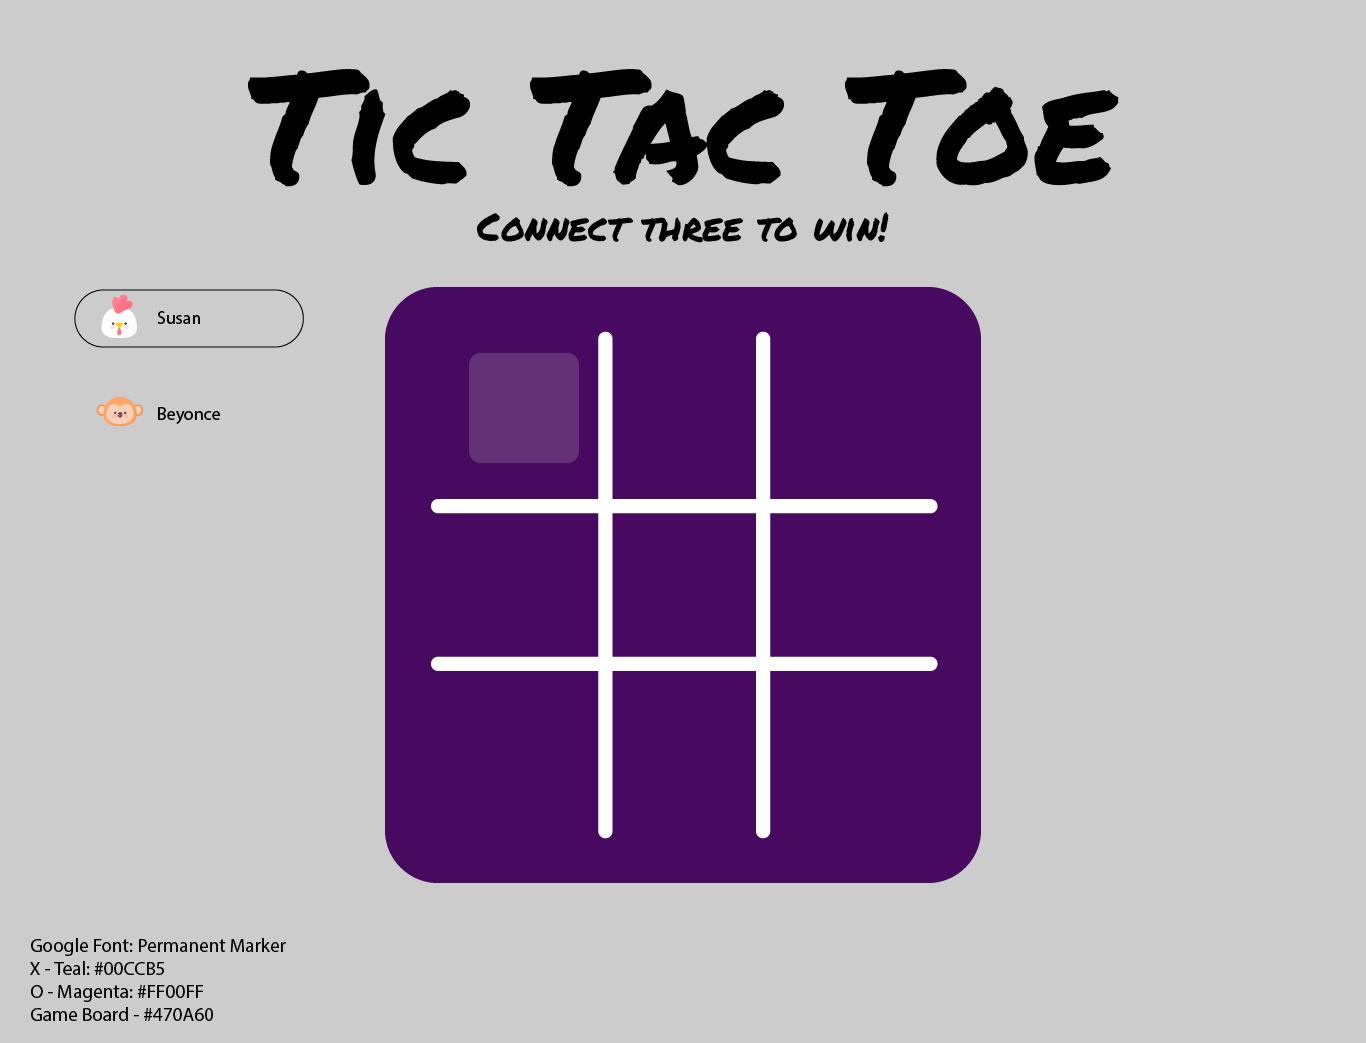 Tic Tac Toe
Connect three to win!
Susan
Beyonce
Google Font: Permanent Marker
X - Teal: #00CCB5
O - Magenta: #FF00FF
Game Board - #470A60